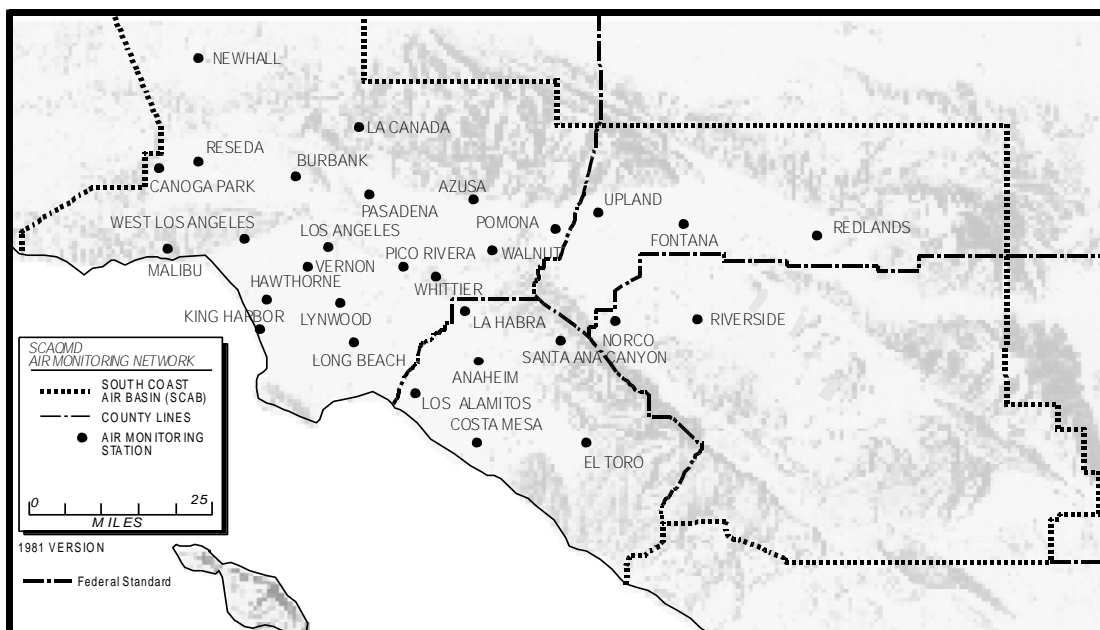 NEWHALL
LA CANADA
RESEDA
BURBANK
CANOGA PARK
AZUSA
PASADENA
UPLAND
WEST LOS ANGELES
LOS ANGELES
POMONA
REDLANDS
FONTANA
PICO RIVERA
WALNUT
MALIBU
VERNON
HAWTHORNE
WHITTIER
KING HARBOR
LYNWOOD
LA HABRA
RIVERSIDE
NORCO
LONG BEACH
SANTA ANA CANYON
ANAHEIM
LOS ALAMITOS
COSTA MESA
EL TORO
SCAQMD
AIR MONITORING NETWORK
SOUTH COAST
AIR BASIN (SCAB)
COUNTY LINES
AIR MONITORING
STATION
0 25
MILES
1981 VERSION
Federal Standard